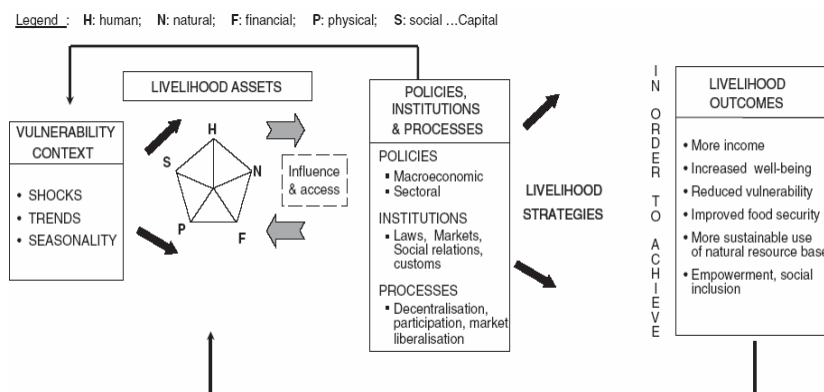 Legend : H: human; N: natural; F: financial; P: physical; S: social ...Capital
LIVELIHOOD ASSETS
VULNERABILITY
CONTEXT
• SHOCKS
• TRENDS
• SEASONALITY
H
S
N
P
F
Influence
& access
POLICIES,
INSTITUTIONS
& PROCESSES
POLICIES
▪ Macroeconomic
▪ Sectoral
INSTITUTIONS
▪ Laws, Markets,
Social relations,
customs
PROCESSES
▪ Decentralisation,
participation, market
liberalisation
LIVELIHOOD
STRATEGIES
IN ORDER TO ACHIEVE
LIVELIHOOD
OUTCOMES
• More income
• Increased well-being
• Reduced vulnerability
• Improved food security
• More sustainable use
of natural resource base
• Empowerment, social
inclusion